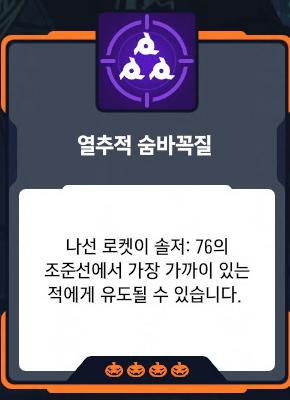 열추적 숨바꼭질
나선 로켓이 솔저: 76의
조준선에서 가장 가까이 있는
적에게 유도될 수 있습니다.